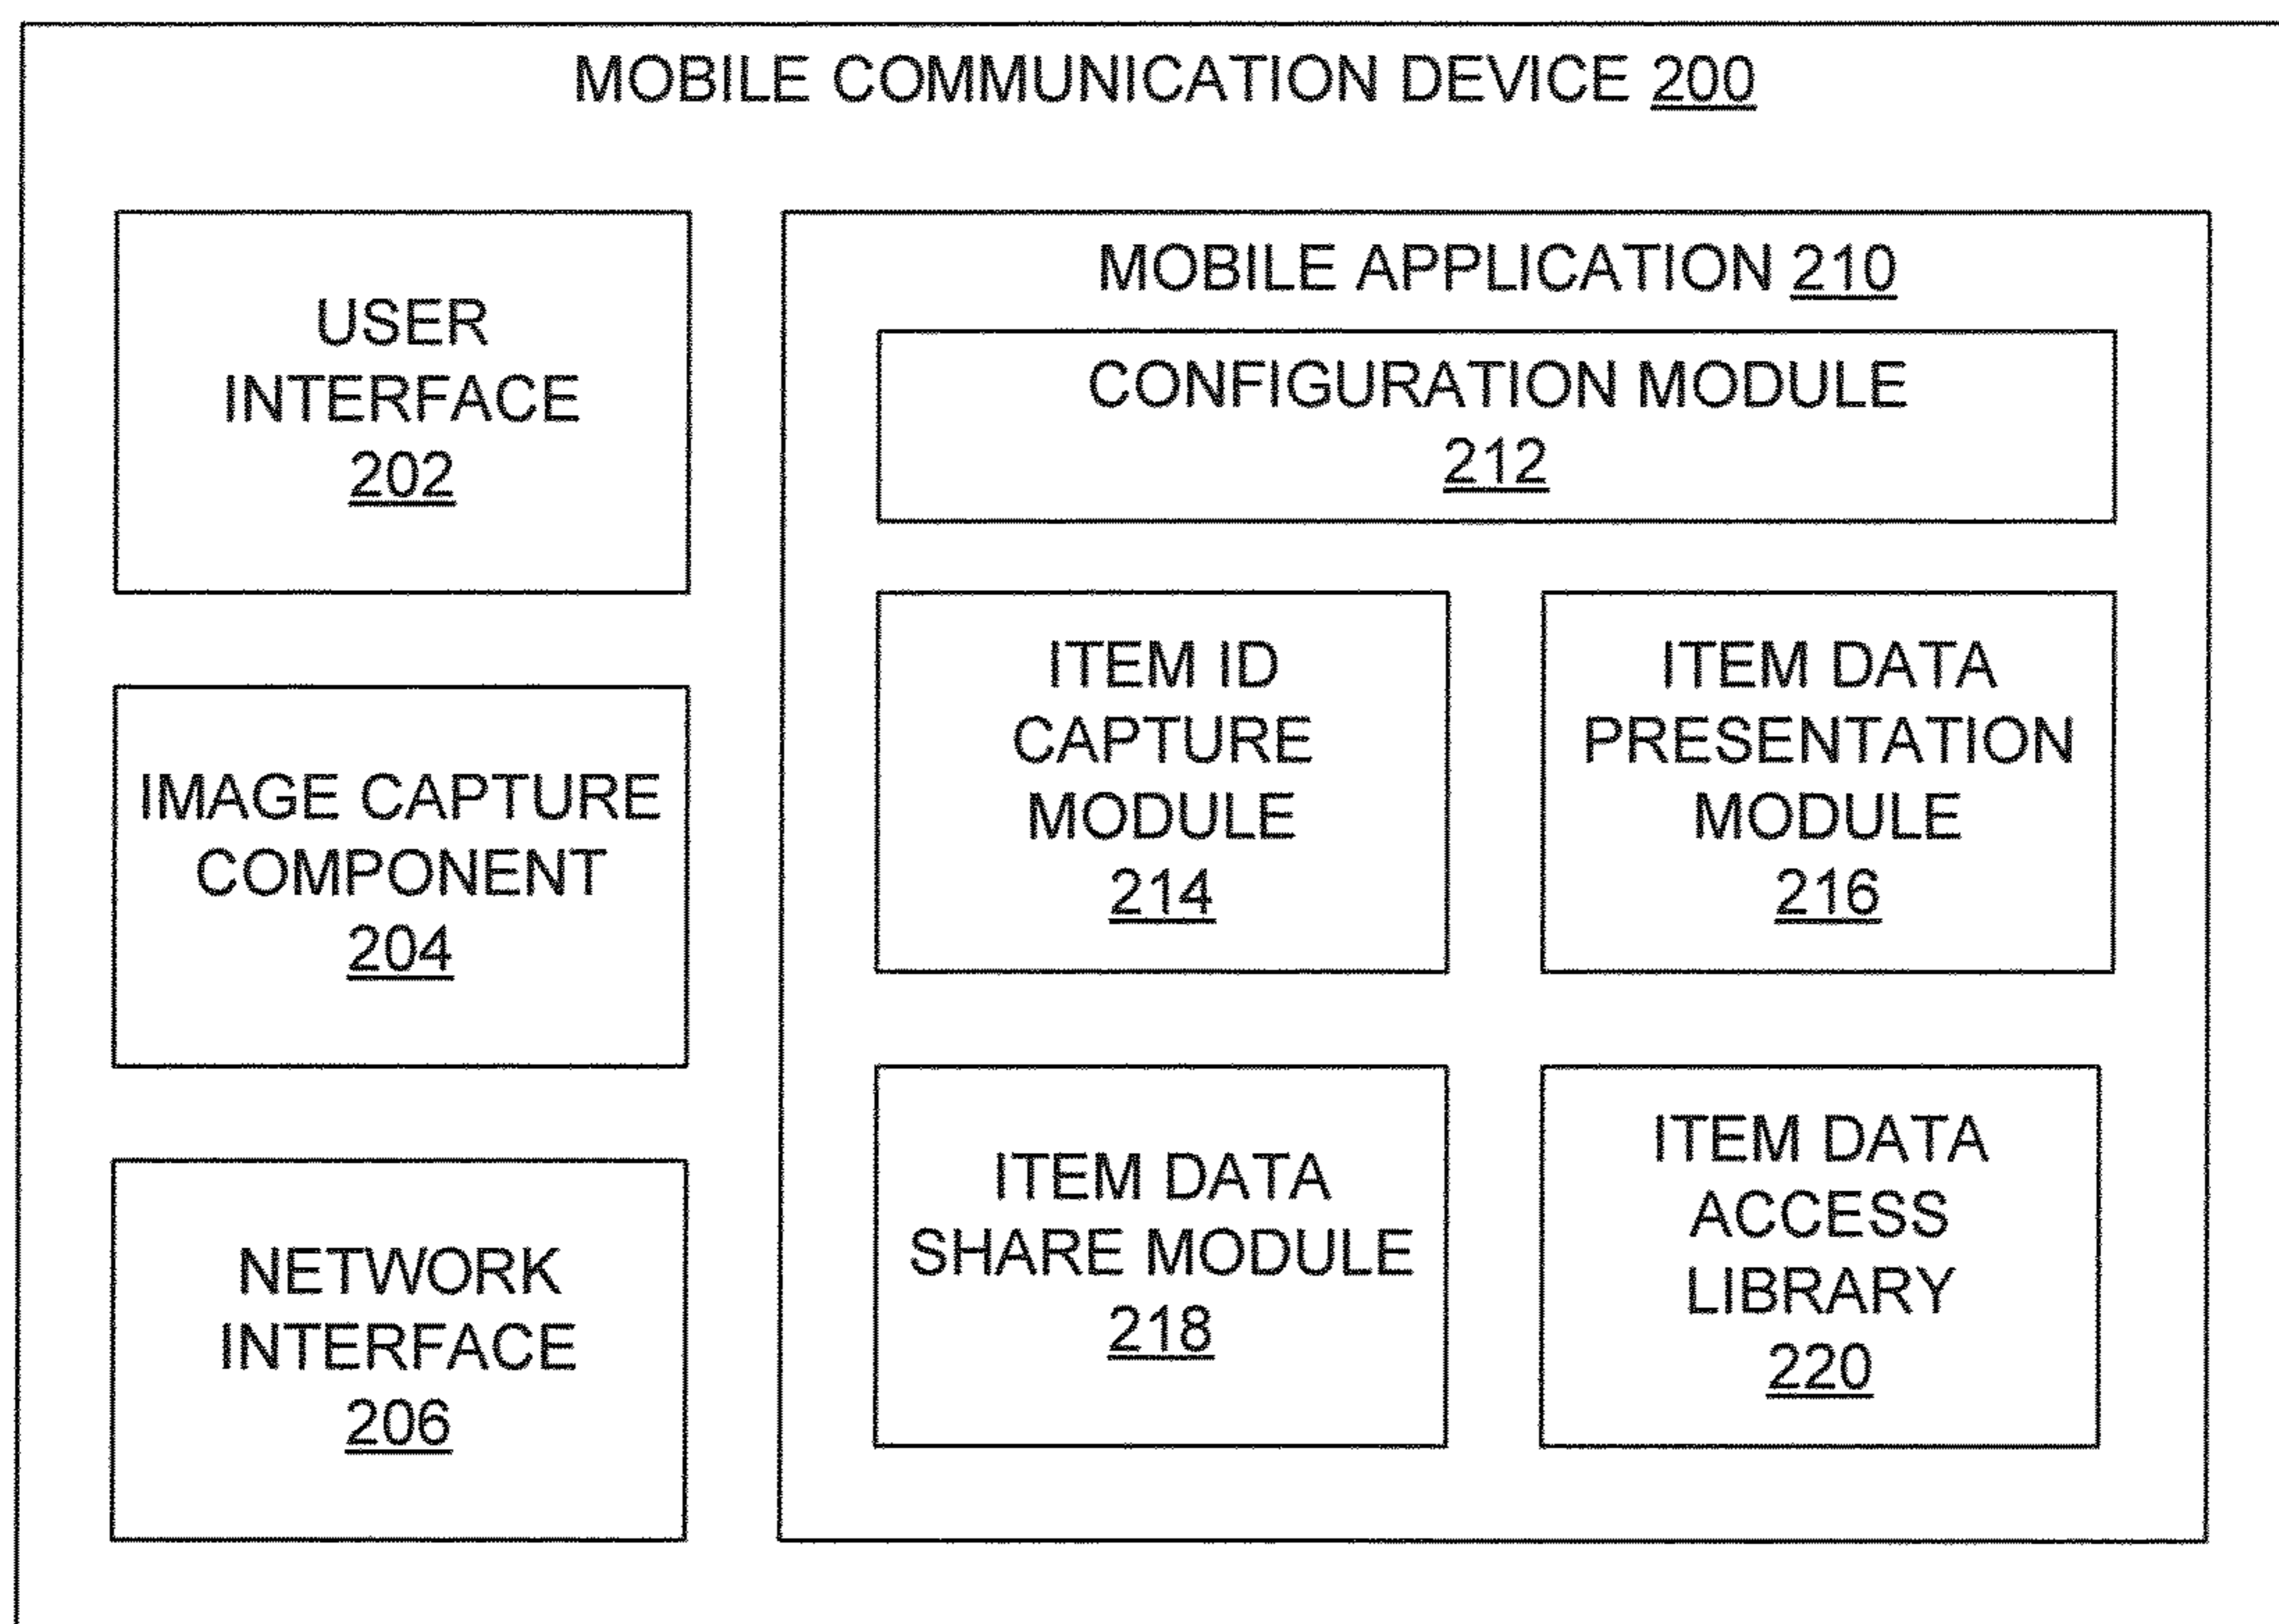 MOBILE COMMUNICATION DEVICE 200
USER
INTERFACE
202
IMAGE CAPTURE
COMPONENT
204
NETWORK
INTERFACE
206
MOBILE APPLICATION 210
CONFIGURATION MODULE
212
ITEM ID
CAPTURE
MODULE
214
ITEM DATA
PRESENTATION
MODULE
216
ITEM DATA
SHARE MODULE
218
ITEM DATA
ACCESS
LIBRARY
220